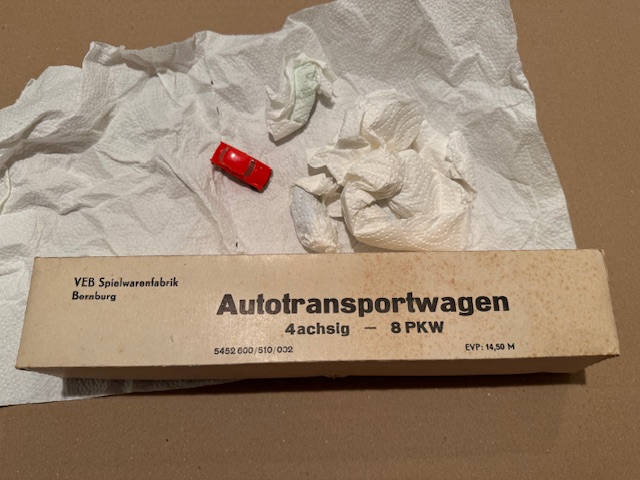 VEB Spielwarenfabrik
Bernburg
Autotransportwagen
4achsig — 8 PKW
5452 600/510/002
EVP: 14,50 M